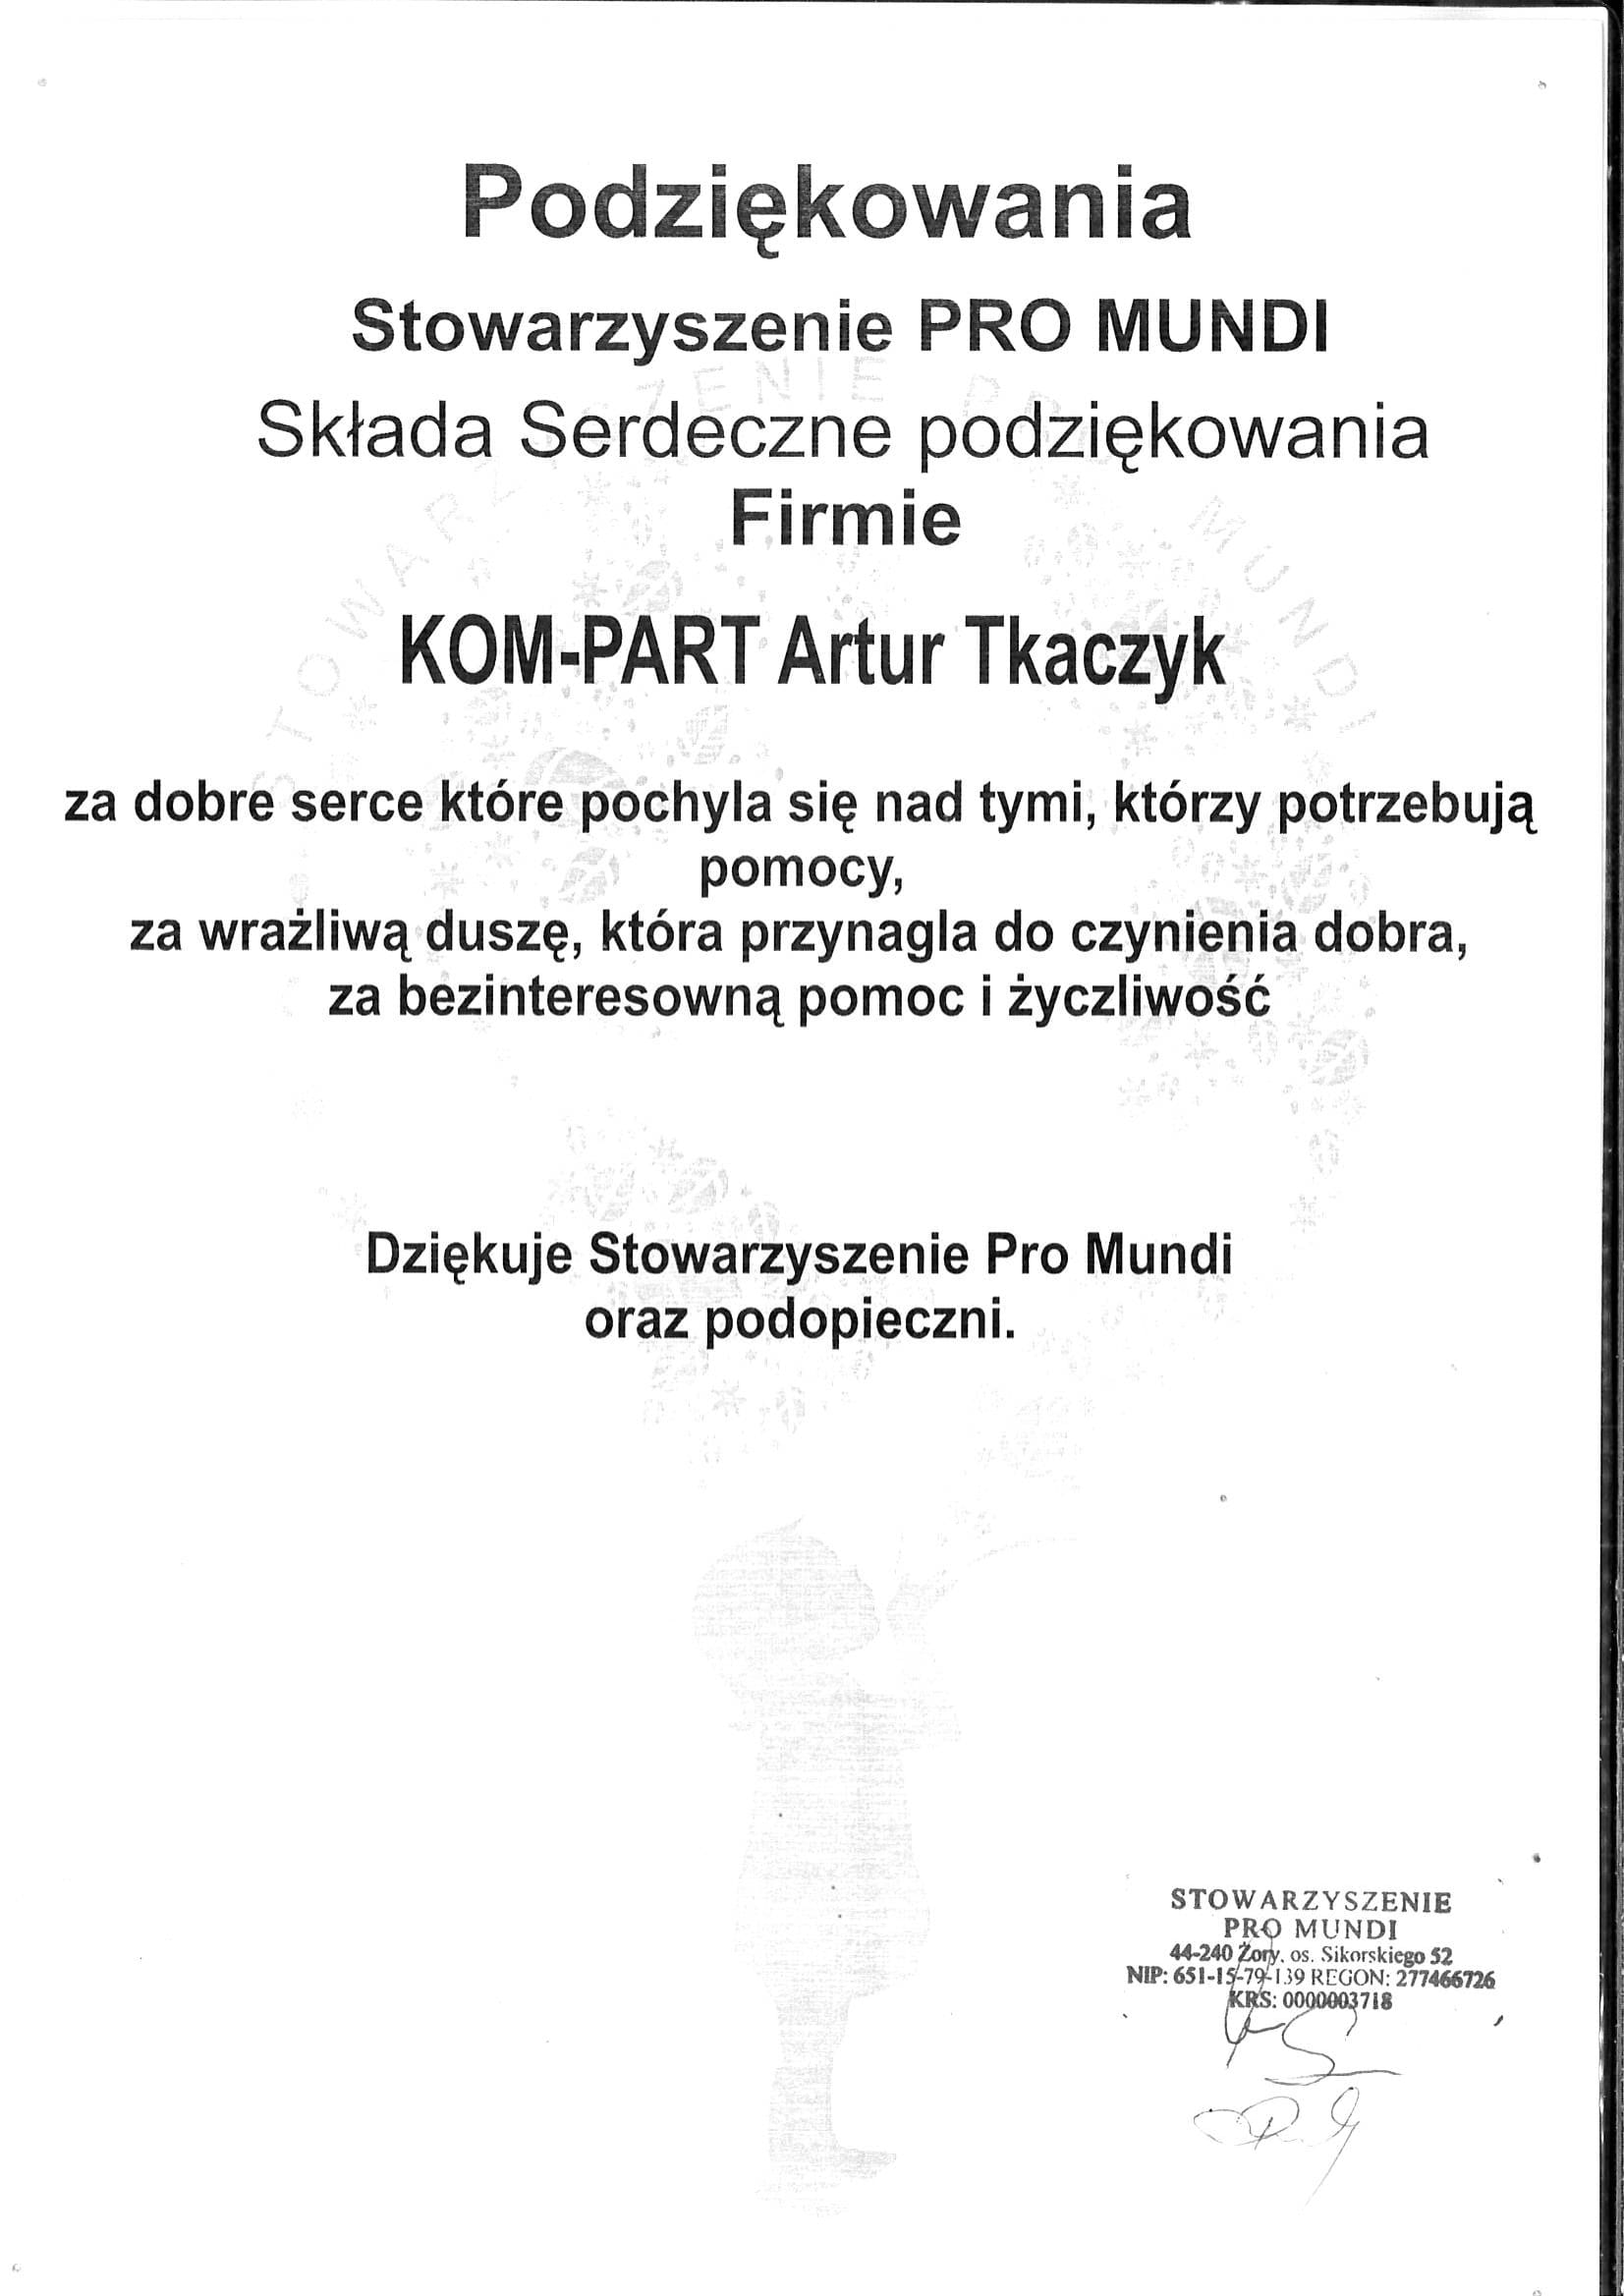 Podziękowania
Stowarzyszenie PRO MUNDI
Składa Serdeczne podziękowania
Firmie
KOM-PART Artur Tkaczyk
za dobre serce które pochyla się nad tymi, którzy potrzebują
pomocy,
za wrażliwą duszę, która przynagla do czynienia dobra,
za bezinteresowną pomoc i życzliwość
Dziękuje Stowarzyszenie Pro Mundi
oraz podopieczni.
STOWARZYSZENIE PRO MUNDI
STOWARZYSZENIE
PRO MUNDI
44-240 Żory, os. Sikorskiego 52
NIP: 651-15-79-139 REGON: 277466726
KRS: 0000003718